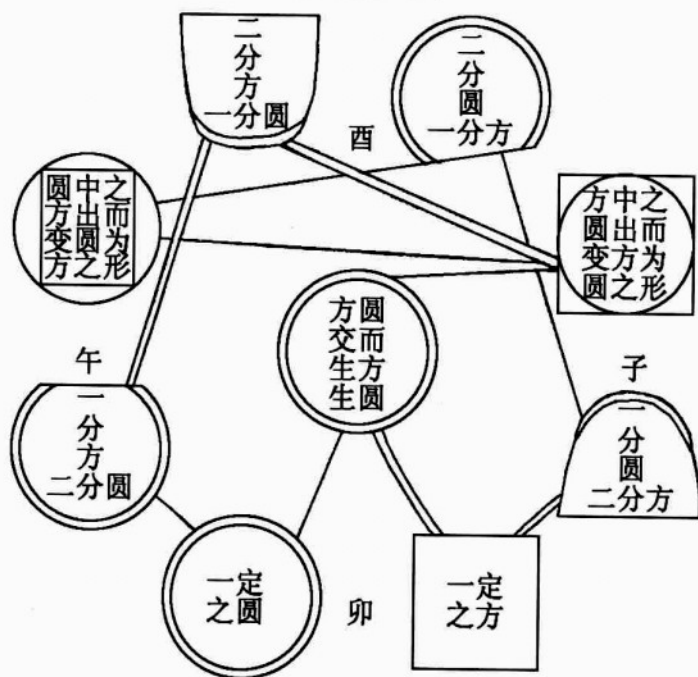 二分方
一分圆
二分圆
一分方
酉
圆中之
方出而
变圆为
方之形
方中之
圆出而
变方为
圆之形
方圆
交而
生方
生圆
午
子
一分方
二分圆
一分圆
二分方
一定
之圆
卯
一定
之方